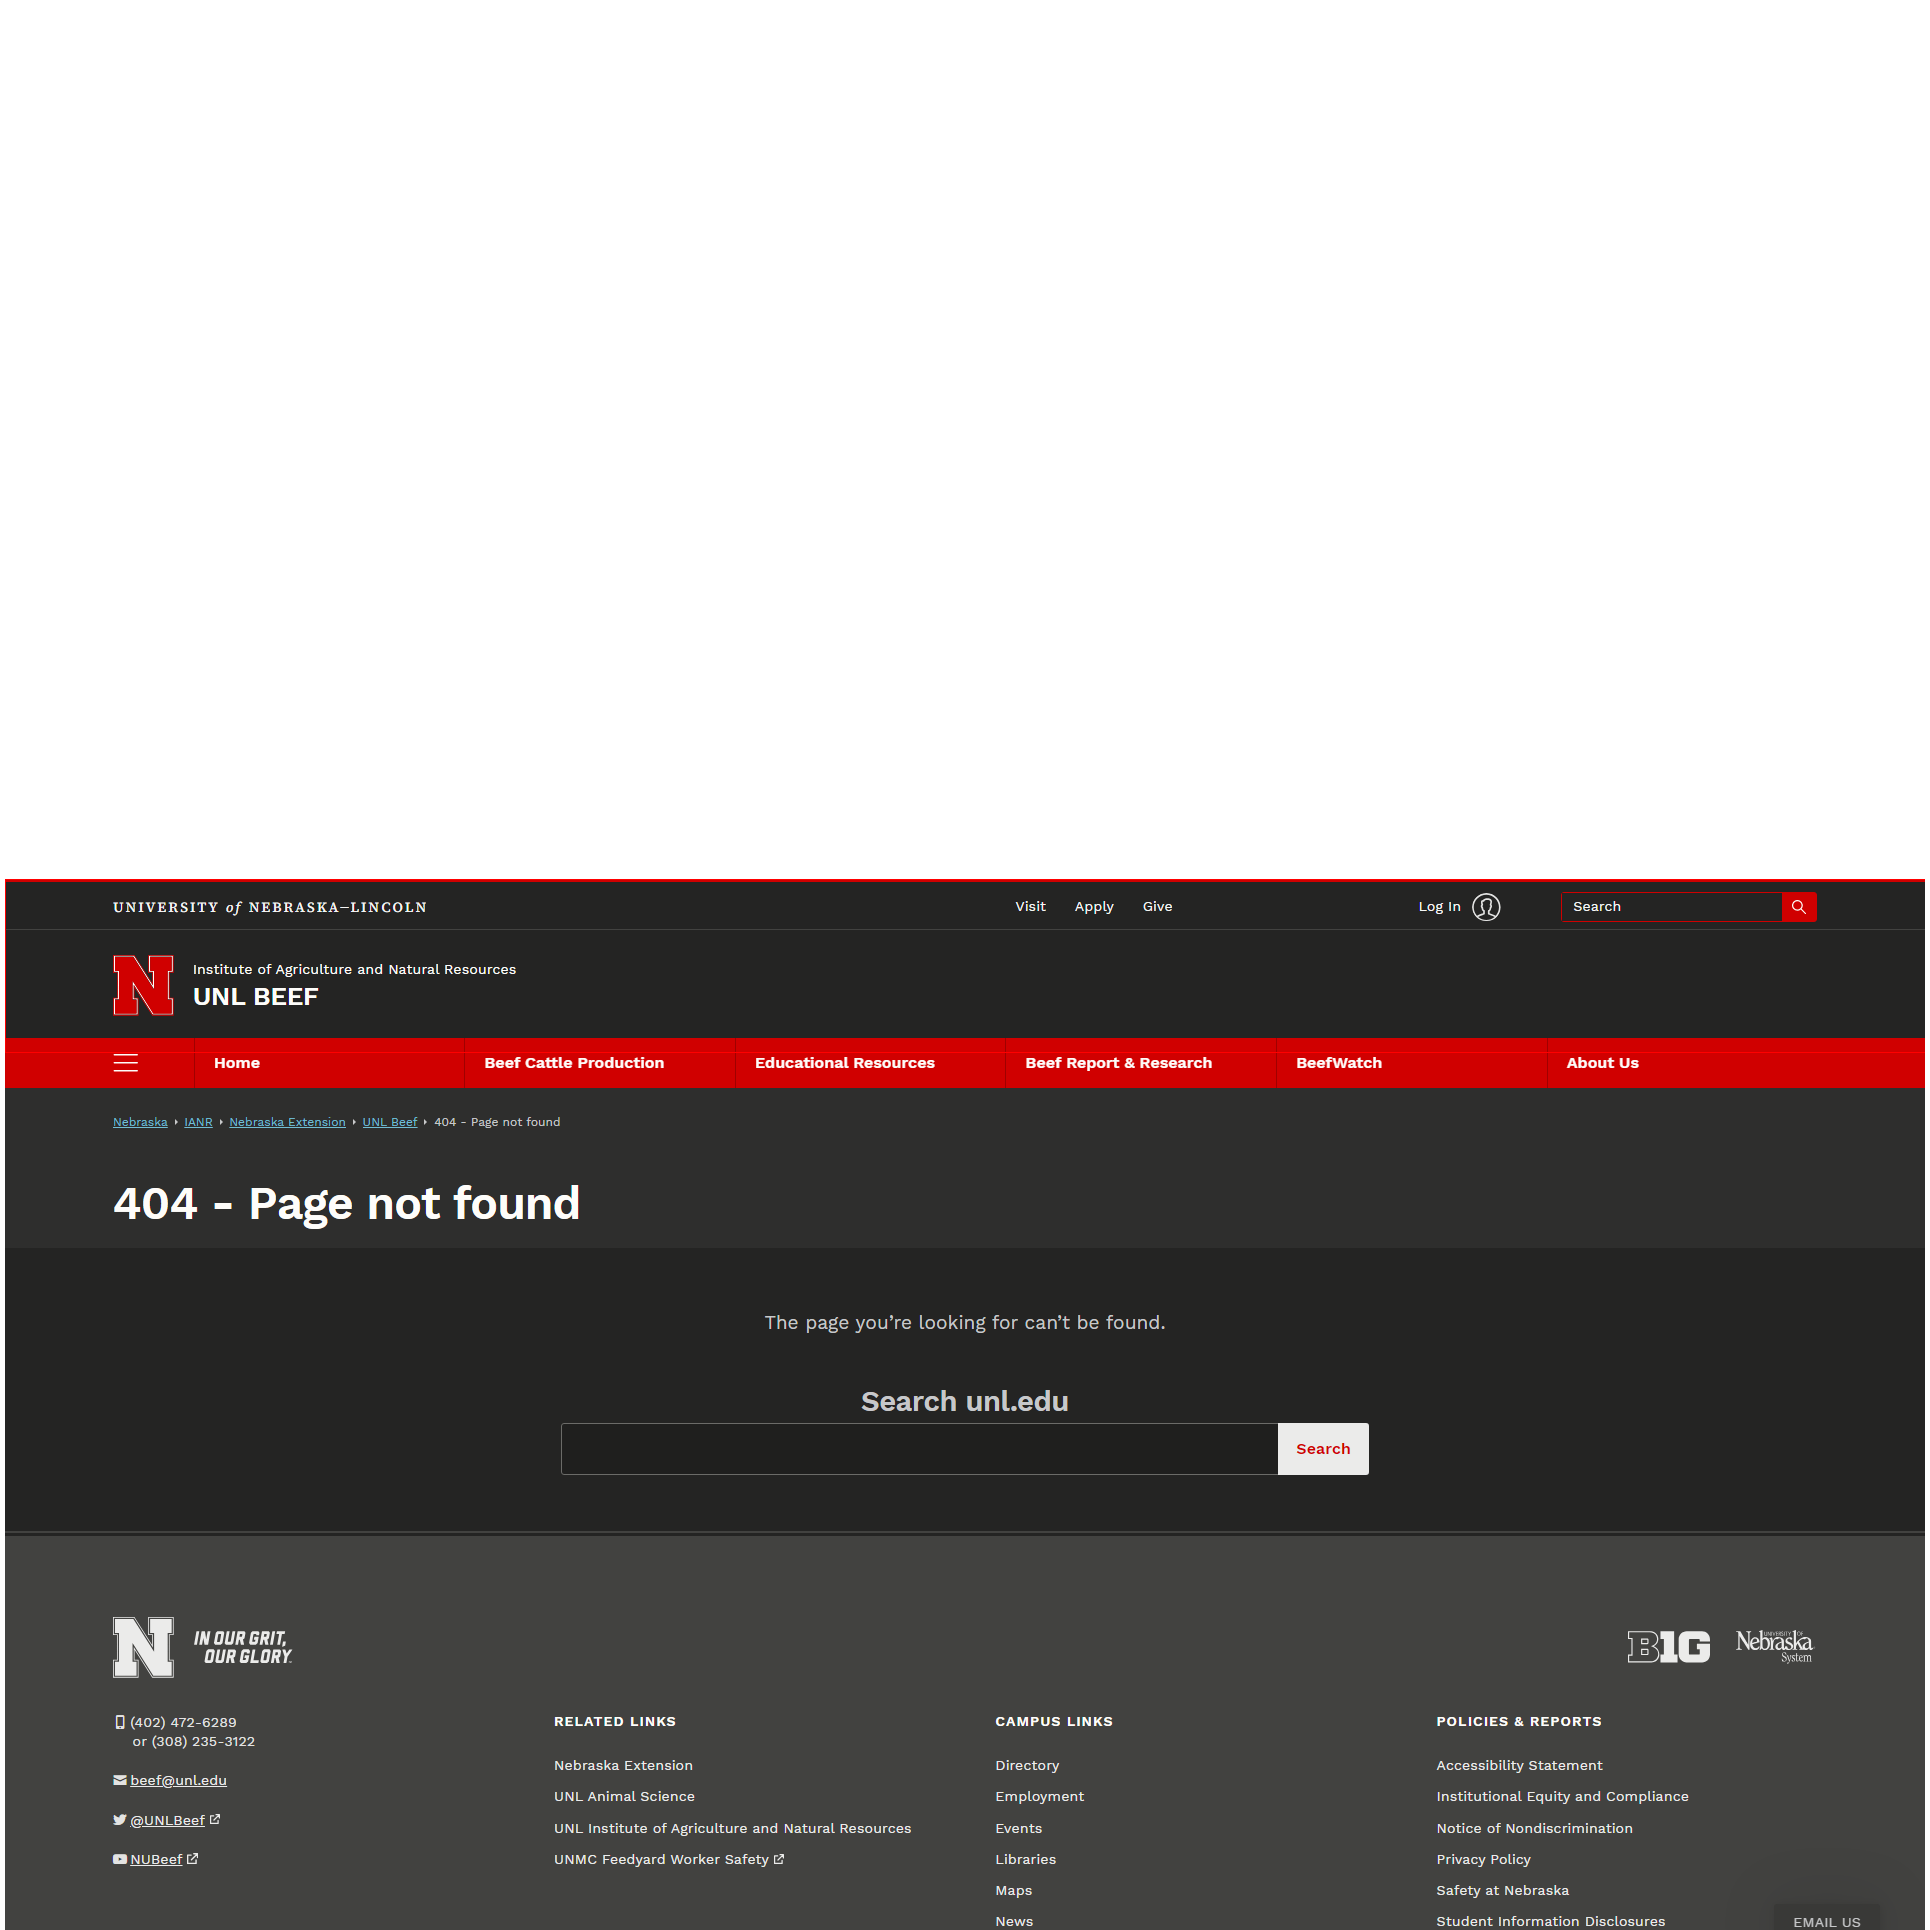 UNIVERSITY of NEBRASKA–LINCOLN
Visit Apply Give
Log In
Search
N
Institute of Agriculture and Natural Resources
UNL BEEF
Home
Beef Cattle Production
Educational Resources
Beef Report & Research
BeefWatch
About Us
Nebraska IANR Nebraska Extension UNL Beef 404 - Page not found
404 - Page not found
The page you’re looking for can’t be found.
Search unl.edu
Search
N
IN OUR GRIT,
OUR GLORY
B1G
UNIVERSITY OF
Nebraska
System
(402) 472-6289
or (308) 235-3122
beef@unl.edu
@UNLBeef
NUBeef
RELATED LINKS
Nebraska Extension
UNL Animal Science
UNL Institute of Agriculture and Natural Resources
UNMC Feedyard Worker Safety
CAMPUS LINKS
Directory
Employment
Events
Libraries
Maps
News
POLICIES & REPORTS
Accessibility Statement
Institutional Equity and Compliance
Notice of Nondiscrimination
Privacy Policy
Safety at Nebraska
Student Information Disclosures
EMAIL US